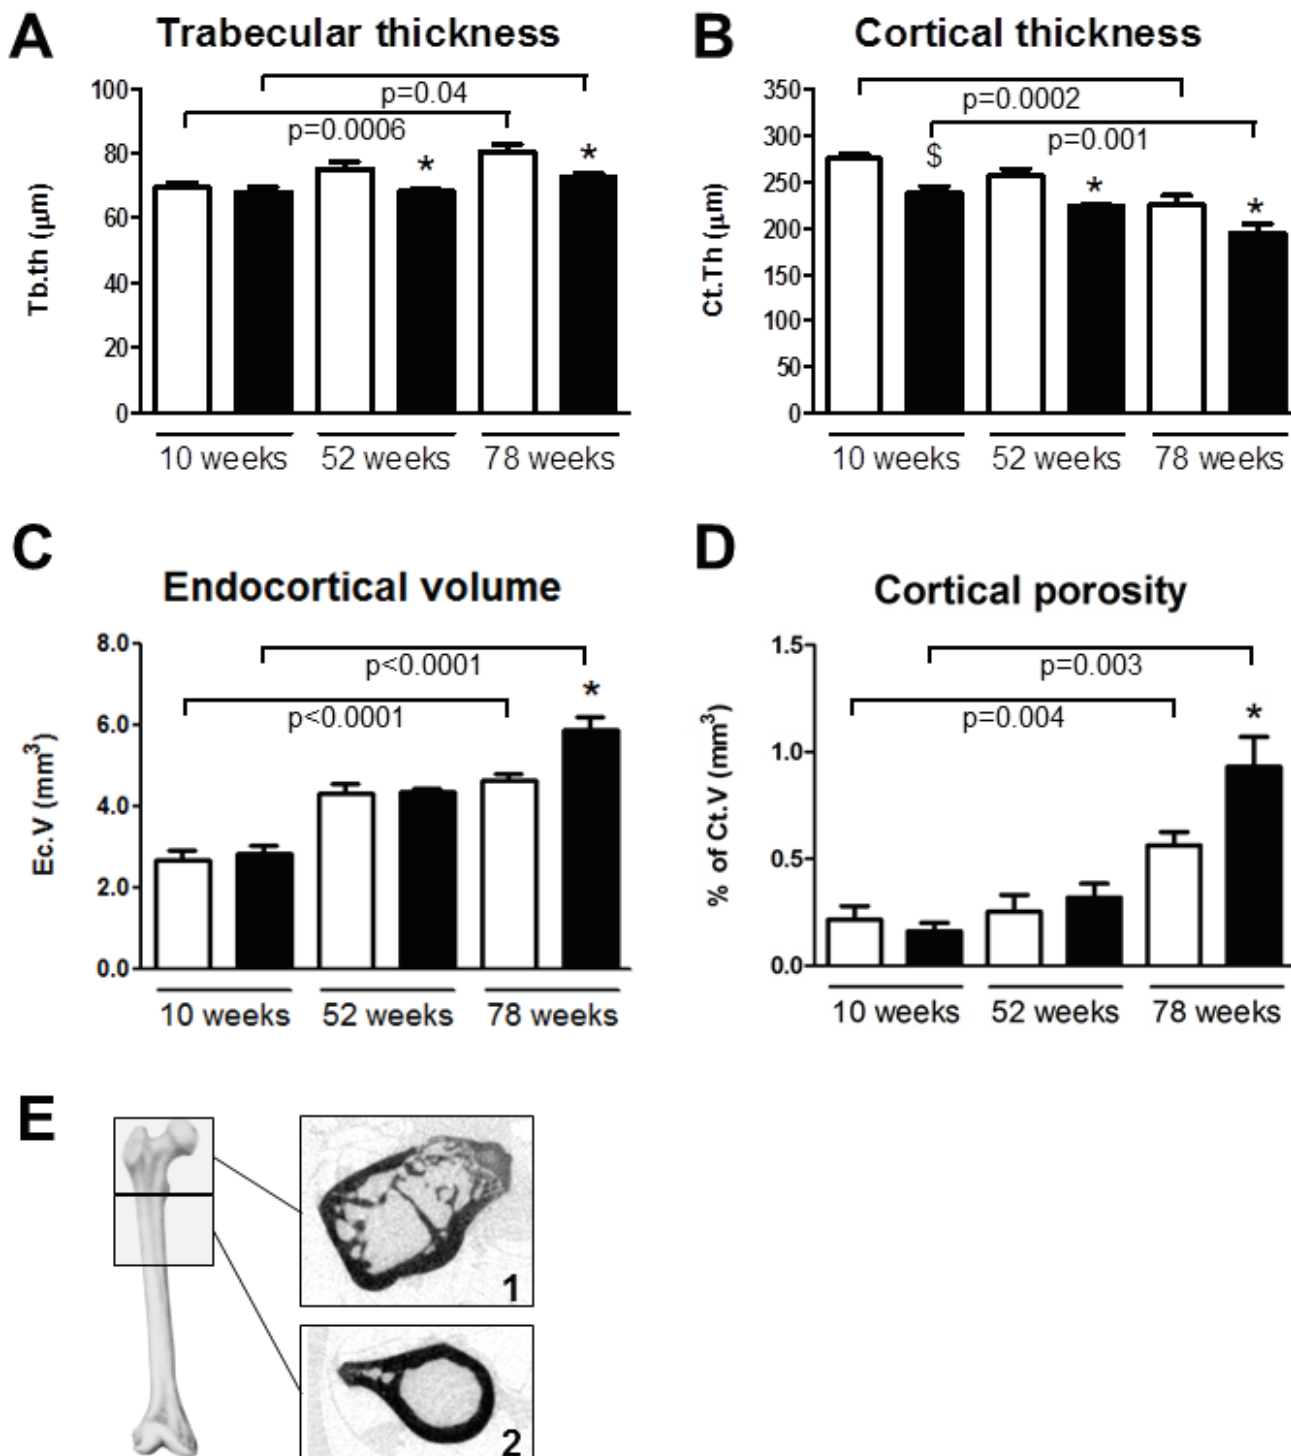 A
Trabecular thickness
100
80
60
40
20
0
Tb.th (µm)
p=0.04
p=0.0006
*
*
10 weeks
52 weeks
78 weeks
B
Cortical thickness
350
300
250
200
150
100
50
0
Ct.Th (µm)
p=0.0002
p=0.001
$
*
*
10 weeks
52 weeks
78 weeks
C
Endocortical volume
8.0
6.0
4.0
2.0
0.0
Ec.V (mm³)
p<0.0001
p<0.0001
*
10 weeks
52 weeks
78 weeks
D
Cortical porosity
1.5
1.0
0.5
0.0
% of Ct.V (mm³)
p=0.003
p=0.004
*
10 weeks
52 weeks
78 weeks
E
1
2